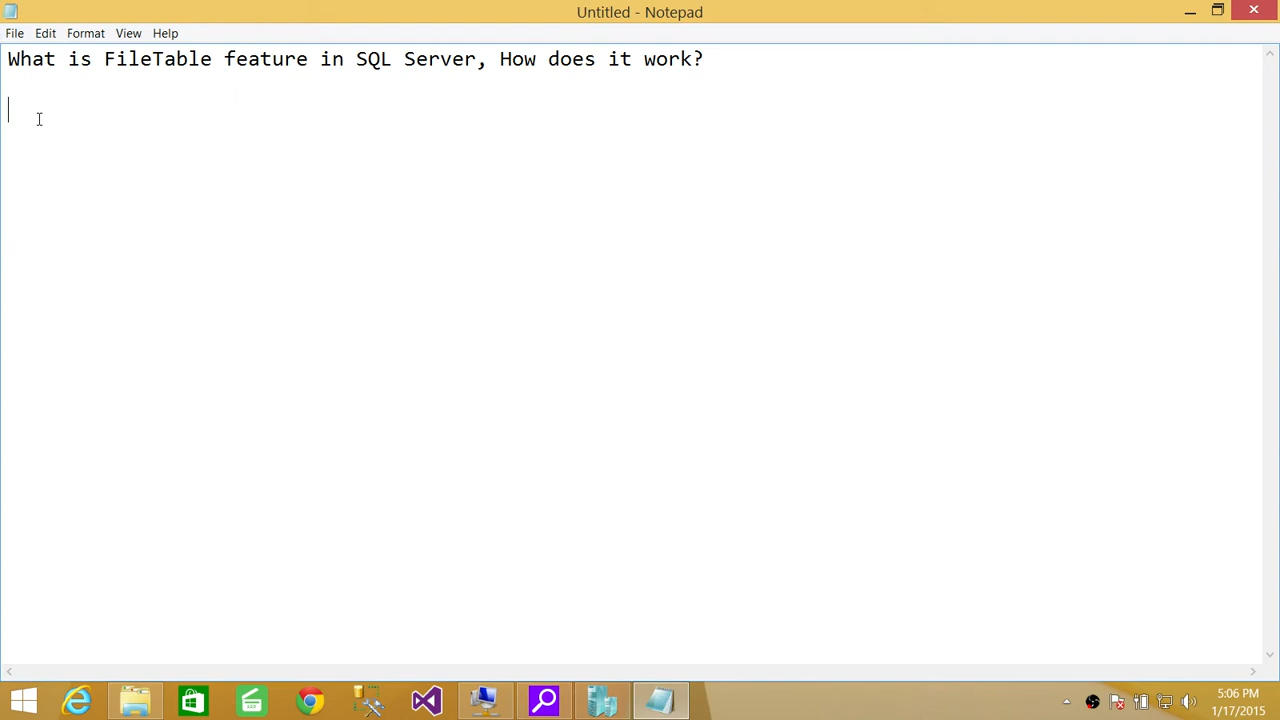 Untitled - Notepad
File Edit Format View Help
What is FileTable feature in SQL Server, How does it work?
5:06 PM
1/17/2015